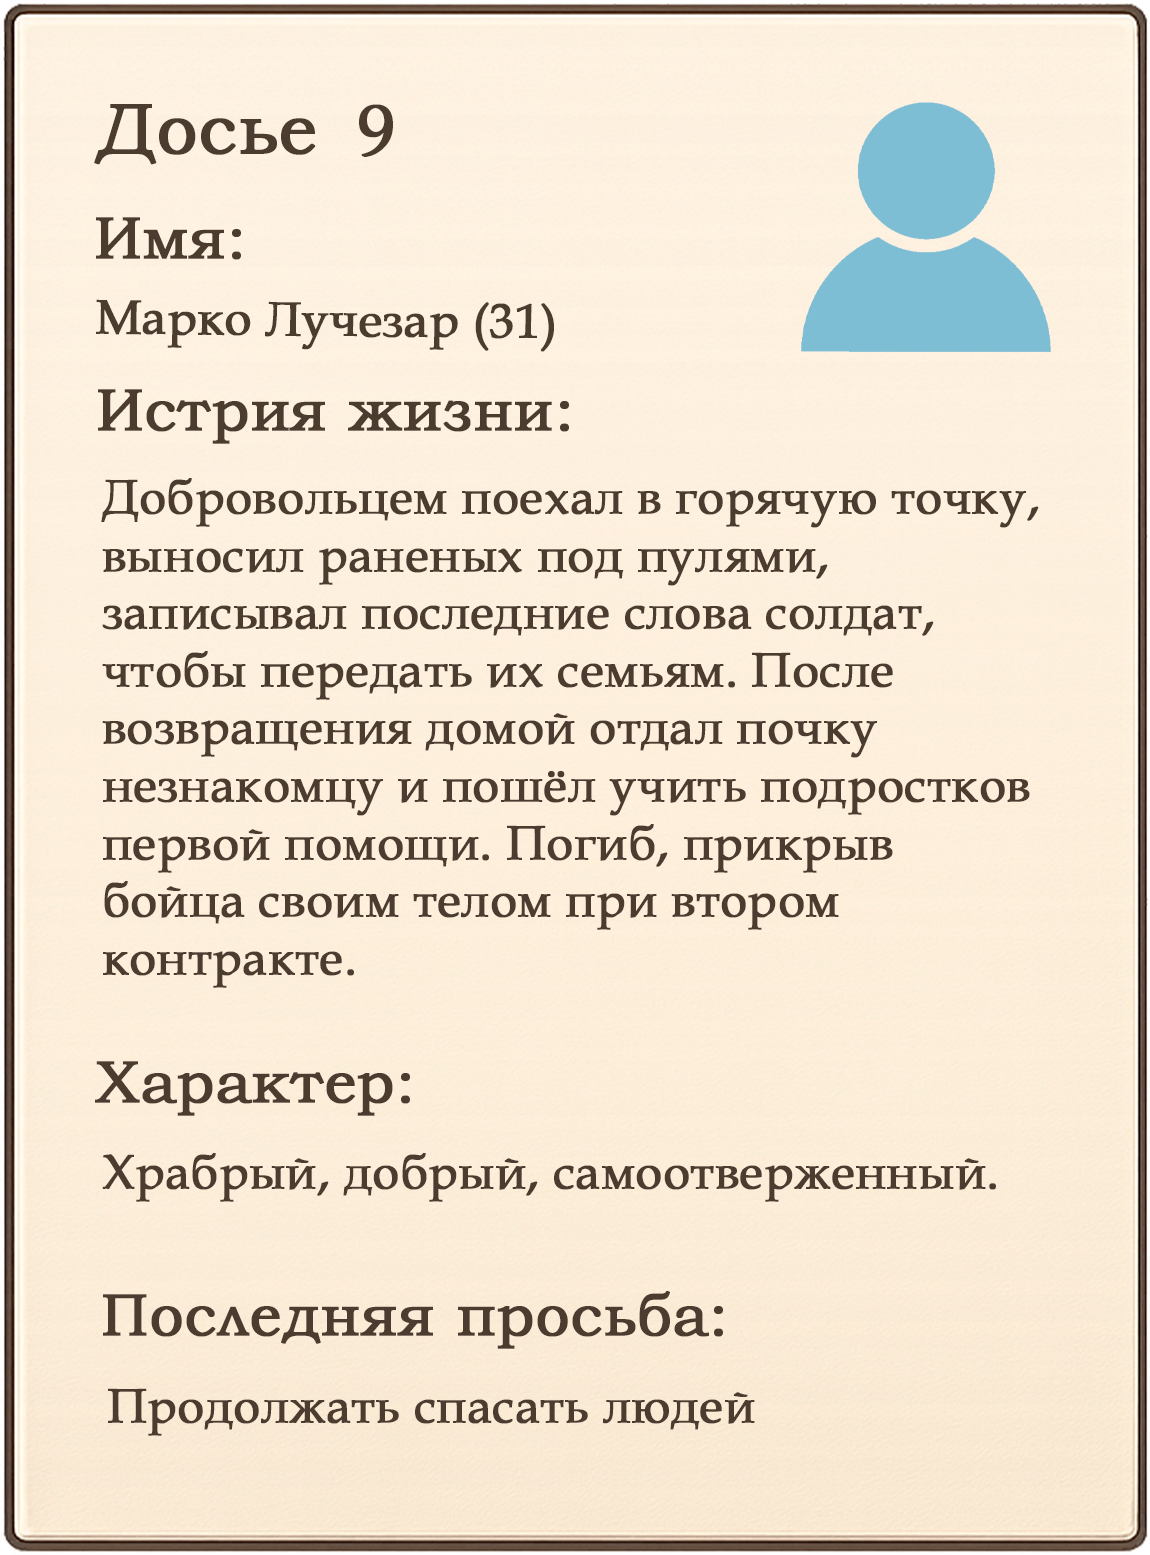 Досье 9
Имя:
Марко Лучезар (31)
Истрия жизни:
Добровольцем поехал в горячую точку,
выносил раненых под пулями,
записывал последние слова солдат,
чтобы передать их семьям. После
возвращения домой отдал почку
незнакомцу и пошёл учить подростков
первой помощи. Погиб, прикрыв
бойца своим телом при втором
контракте.
Характер:
Храбрый, добрый, самоотверженный.
Последняя просьба:
Продолжать спасать людей